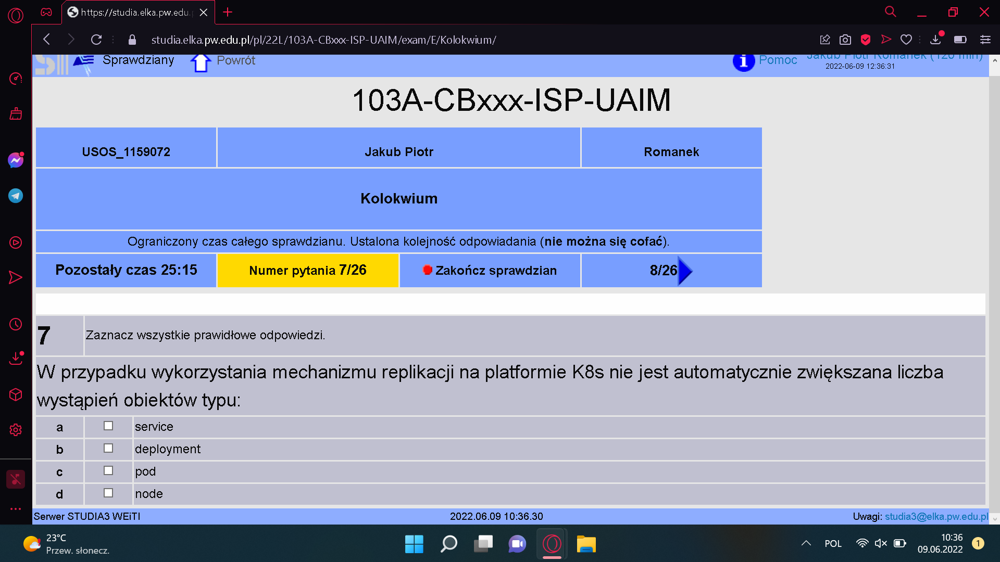 https://studia.elka.pw.edu.
studia.elka.pw.edu.pl/pl/22L/103A-CBxxx-ISP-UAIM/exam/E/Kolokwium/
Sprawdziany Powrót Pomoc Jakub Piotr Romanek (120 min)
2022-06-09 12:36:31
103A-CBxxx-ISP-UAIM
USOS_1159072 Jakub Piotr Romanek
Kolokwium
Ograniczony czas całego sprawdzianu. Ustalona kolejność odpowiadania (nie można się cofać).
Pozostały czas 25:15 Numer pytania 7/26 Zakończ sprawdzian 8/26
7 Zaznacz wszystkie prawidłowe odpowiedzi.
W przypadku wykorzystania mechanizmu replikacji na platformie K8s nie jest automatycznie zwiększana liczba
wystąpień obiektów typu:
a service
b deployment
c pod
d node
Serwer STUDIA3 WEiTI 2022.06.09 10:36.30 Uwagi: studia3@elka.pw.edu.pl
23°C
Przew. słonecz.
POL
10:36
09.06.2022
1